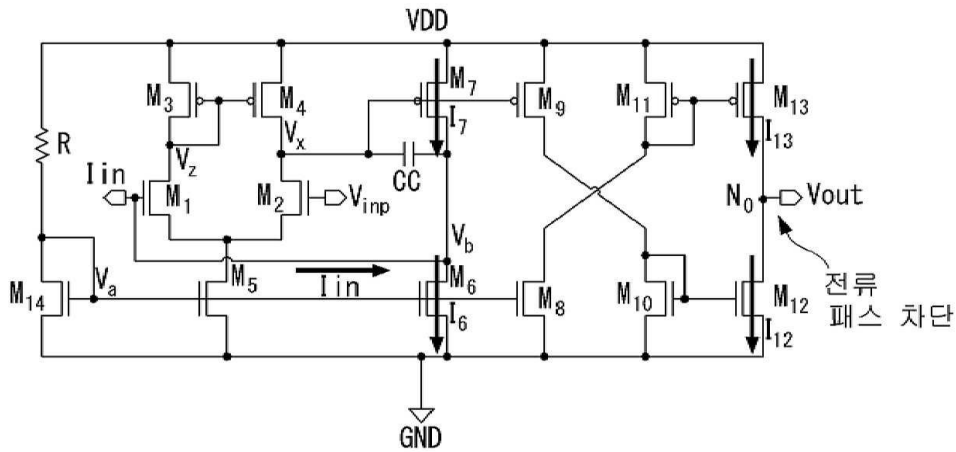 VDD
M3
M4
M7
M9
M11
M13
R
Vx
I7
I13
Vz
CC
Iin
M1
M2
Vinp
N0
Vout
Vb
M14
Va
M5
Iin
M6
I6
M8
M10
M12
I12
전류
패스 차단
GND